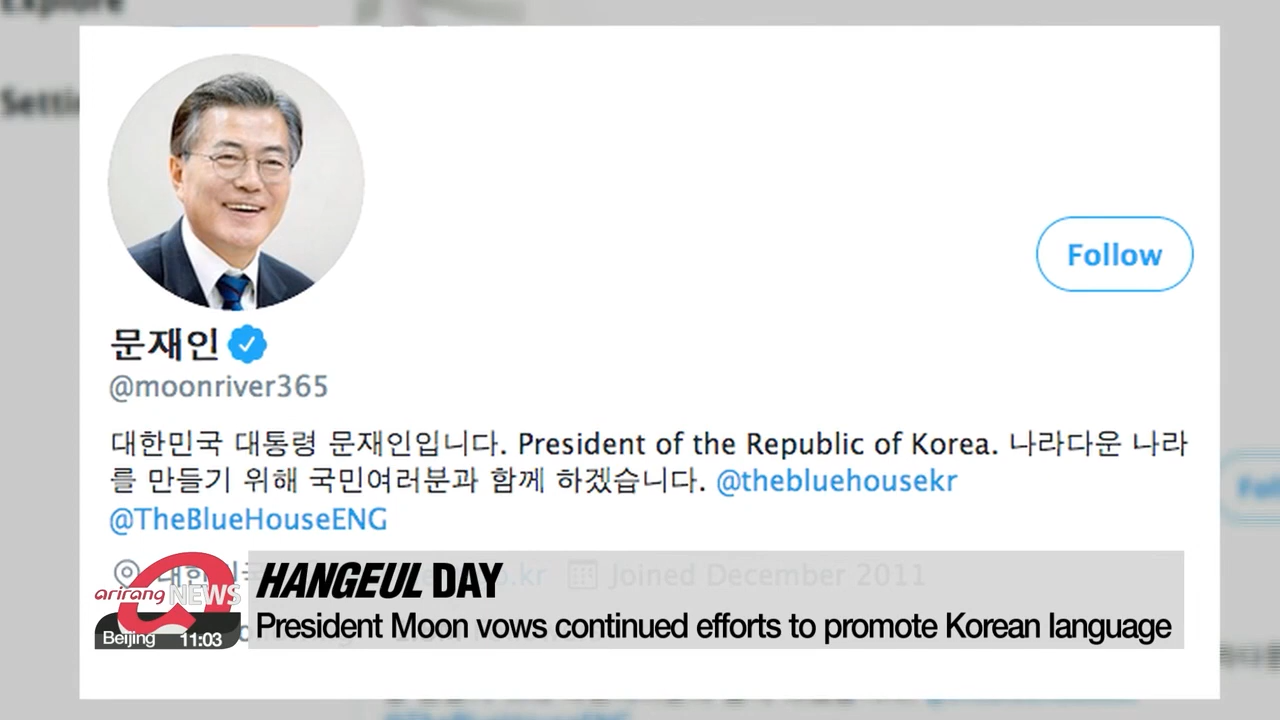 Explore
Follow
문재인
@moonriver365
대한민국 대통령 문재인입니다. President of the Republic of Korea. 나라다운 나라
를 만들기 위해 국민여러분과 함께 하겠습니다. @thebluehousekr
@TheBlueHouseENG
Joined December 2011
HANGEUL DAY
President Moon vows continued efforts to promote Korean language
arirang NEWS
Beijing 11:03